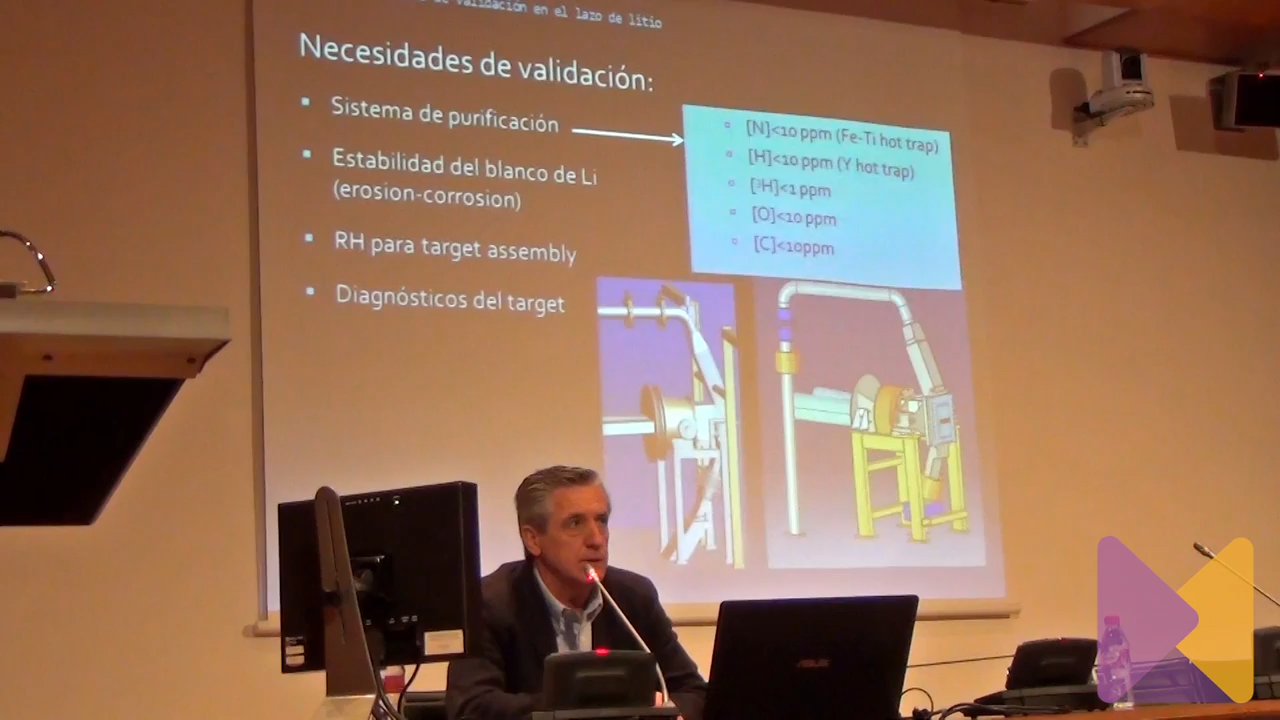 de validación en el lazo de litio
Necesidades de validación:
▪ Sistema de purificación
▪ Estabilidad del blanco de Li
(erosion-corrosion)
▪ RH para target assembly
▪ Diagnósticos del target
▫ [N]<10 ppm (Fe-Ti hot trap)
▫ [H]<10 ppm (Y hot trap)
▫ [³H]<1 ppm
▫ [O]<10 ppm
▫ [C]<10ppm
ASUS